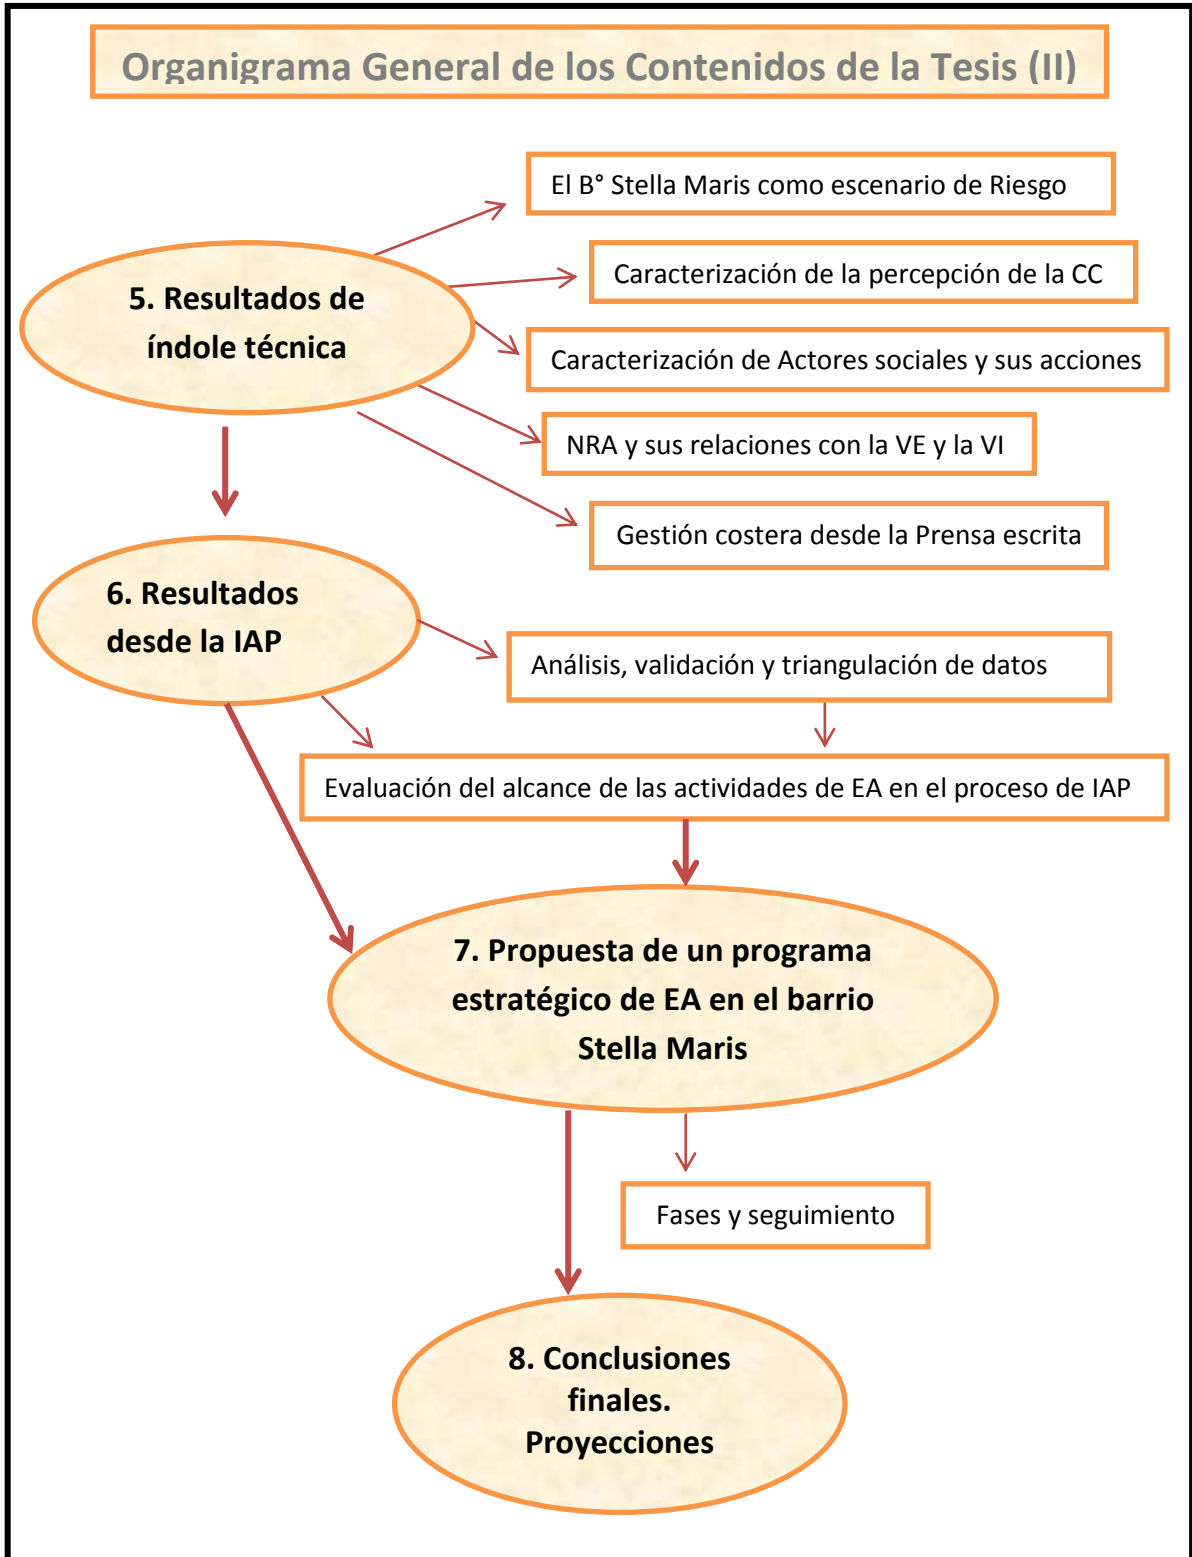 Organigrama General de los Contenidos de la Tesis (II)
El B° Stella Maris como escenario de Riesgo
Caracterización de la percepción de la CC
5. Resultados de
índole técnica
Caracterización de Actores sociales y sus acciones
NRA y sus relaciones con la VE y la VI
Gestión costera desde la Prensa escrita
6. Resultados
desde la IAP
Análisis, validación y triangulación de datos
Evaluación del alcance de las actividades de EA en el proceso de IAP
7. Propuesta de un programa
estratégico de EA en el barrio
Stella Maris
Fases y seguimiento
8. Conclusiones
finales.
Proyecciones